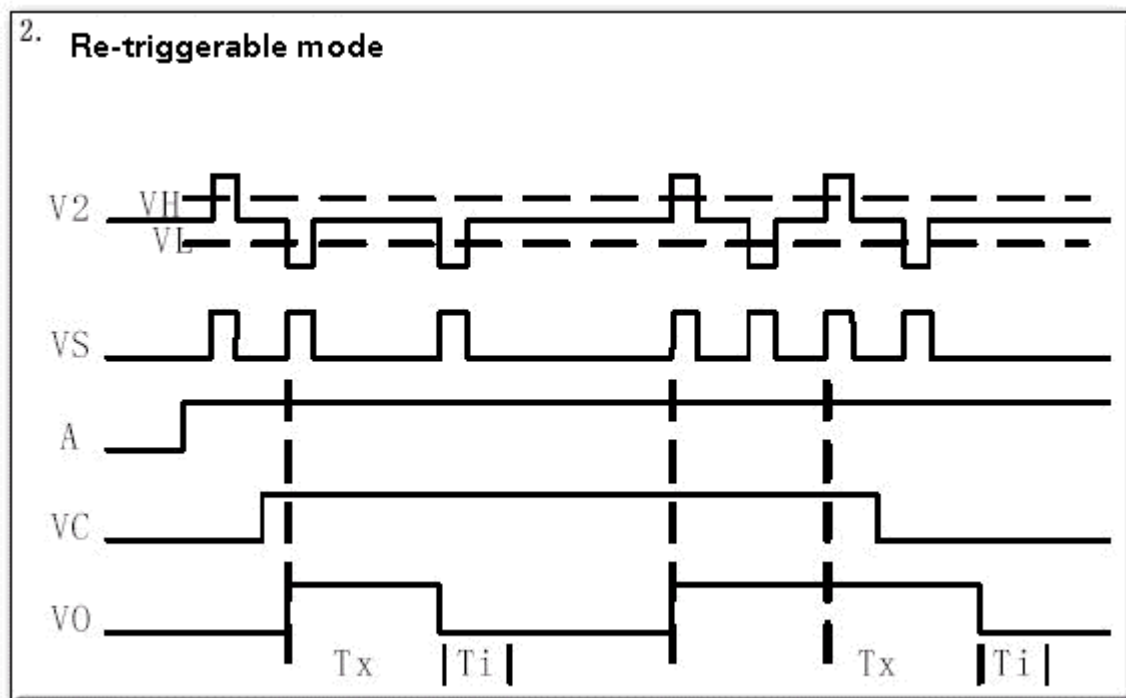 2. Re-triggerable mode
V2 VH
VL
VS
A
VC
VO
Tx Ti Tx Ti